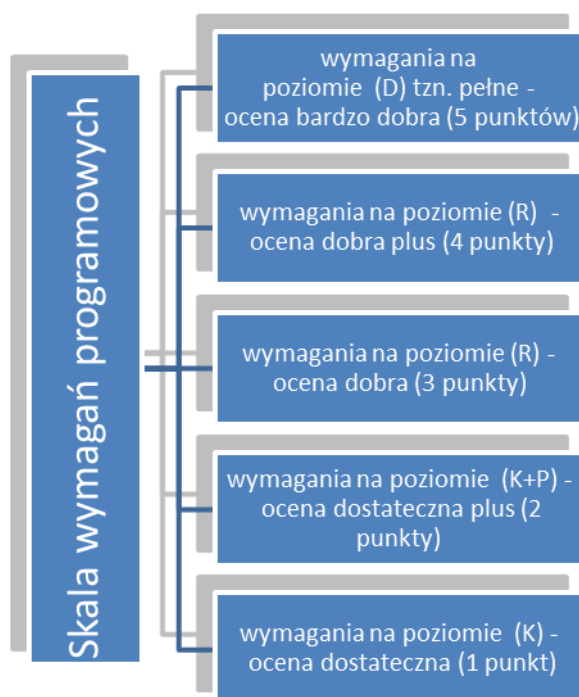 Skala wymagań programowych
wymagania na
poziomie (D) tzn. pełne -
ocena bardzo dobra (5 punktów)
wymagania na poziomie (R) -
ocena dobra plus (4 punkty)
wymagania na poziomie (R) -
ocena dobra (3 punkty)
wymagania na poziomie (K+P) -
ocena dostateczna plus (2
punkty)
wymagania na poziomie (K) -
ocena dostateczna (1 punkt)